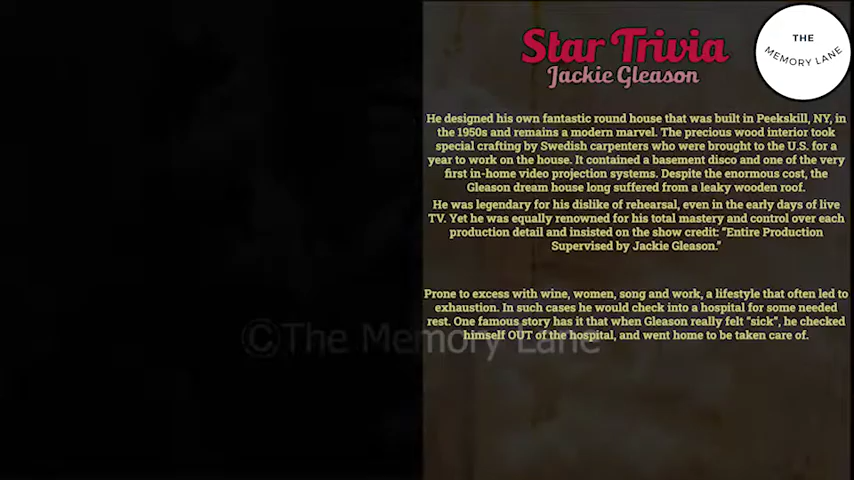 Star Trivia
Jackie Gleason
THE
MEMORY LANE
He designed his own fantastic round house that was built in Peekskill, NY, in
the 1950s and remains a modern marvel. The precious wood interior took
special crafting by Swedish carpenters who were brought to the U.S. for a
year to work on the house. It contained a basement disco and one of the very
first in-home video projection systems. Despite the enormous cost, the
Gleason dream house long suffered from a leaky wooden roof.
He was legendary for his dislike of rehearsal, even in the early days of live
TV. Yet he was equally renowned for his total mastery and control over each
production detail and insisted on the show credit: “Entire Production
Supervised by Jackie Gleason.”
Prone to excess with wine, women, song and work, a lifestyle that often led to
exhaustion. In such cases he would check into a hospital for some needed
rest. One famous story has it that when Gleason really felt “sick”, he checked
himself OUT of the hospital, and went home to be taken care of.
©The Memory Lane